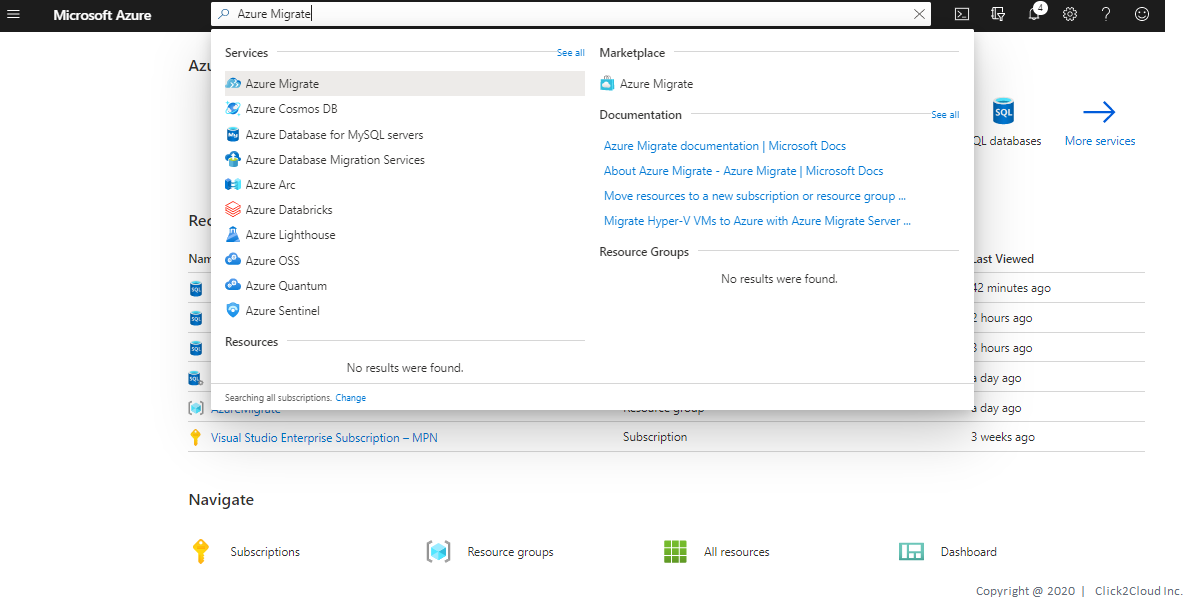 Microsoft Azure
Azure Migrate
4
Services
See all
Azure Migrate
Azure Cosmos DB
Azure Database for MySQL servers
Azure Database Migration Services
Azure Arc
Azure Databricks
Azure Lighthouse
Azure OSS
Azure Quantum
Azure Sentinel
Resources
No results were found.
Searching all subscriptions. Change
Marketplace
Azure Migrate
Documentation
See all
Azure Migrate documentation | Microsoft Docs
About Azure Migrate - Azure Migrate | Microsoft Docs
Move resources to a new subscription or resource group ...
Migrate Hyper-V VMs to Azure with Azure Migrate Server ...
Resource Groups
No results were found.
SQL
databases
More services
Last Viewed
42 minutes ago
2 hours ago
3 hours ago
a day ago
AzureMigrate Resource group a day ago
Visual Studio Enterprise Subscription – MPN Subscription 3 weeks ago
Navigate
Subscriptions
Resource groups
All resources
Dashboard
Copyright @ 2020 | Click2Cloud Inc.